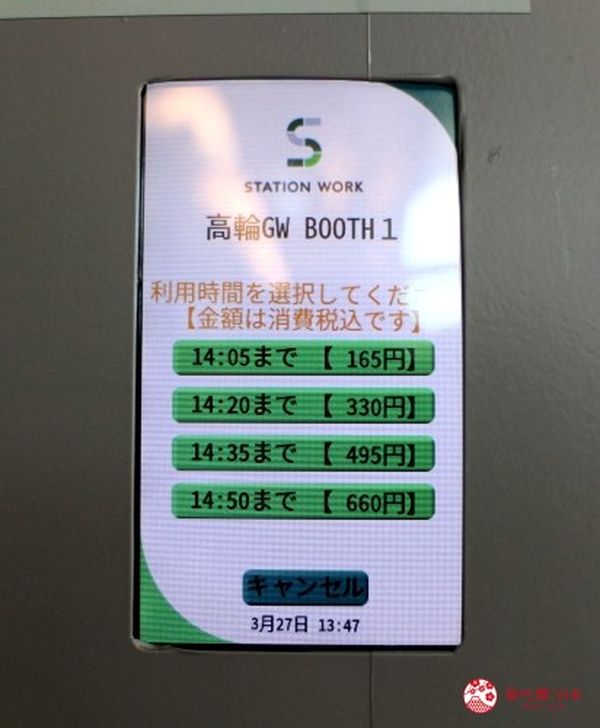 STATION WORK
高輪GW BOOTH1
利用時間を選択してくだ
【金額は消費税込です】
14:05まで 【 165円】
14:20まで 【 330円】
14:35まで 【 495円】
14:50まで 【 660円】
キャンセル
3月27日 13:47